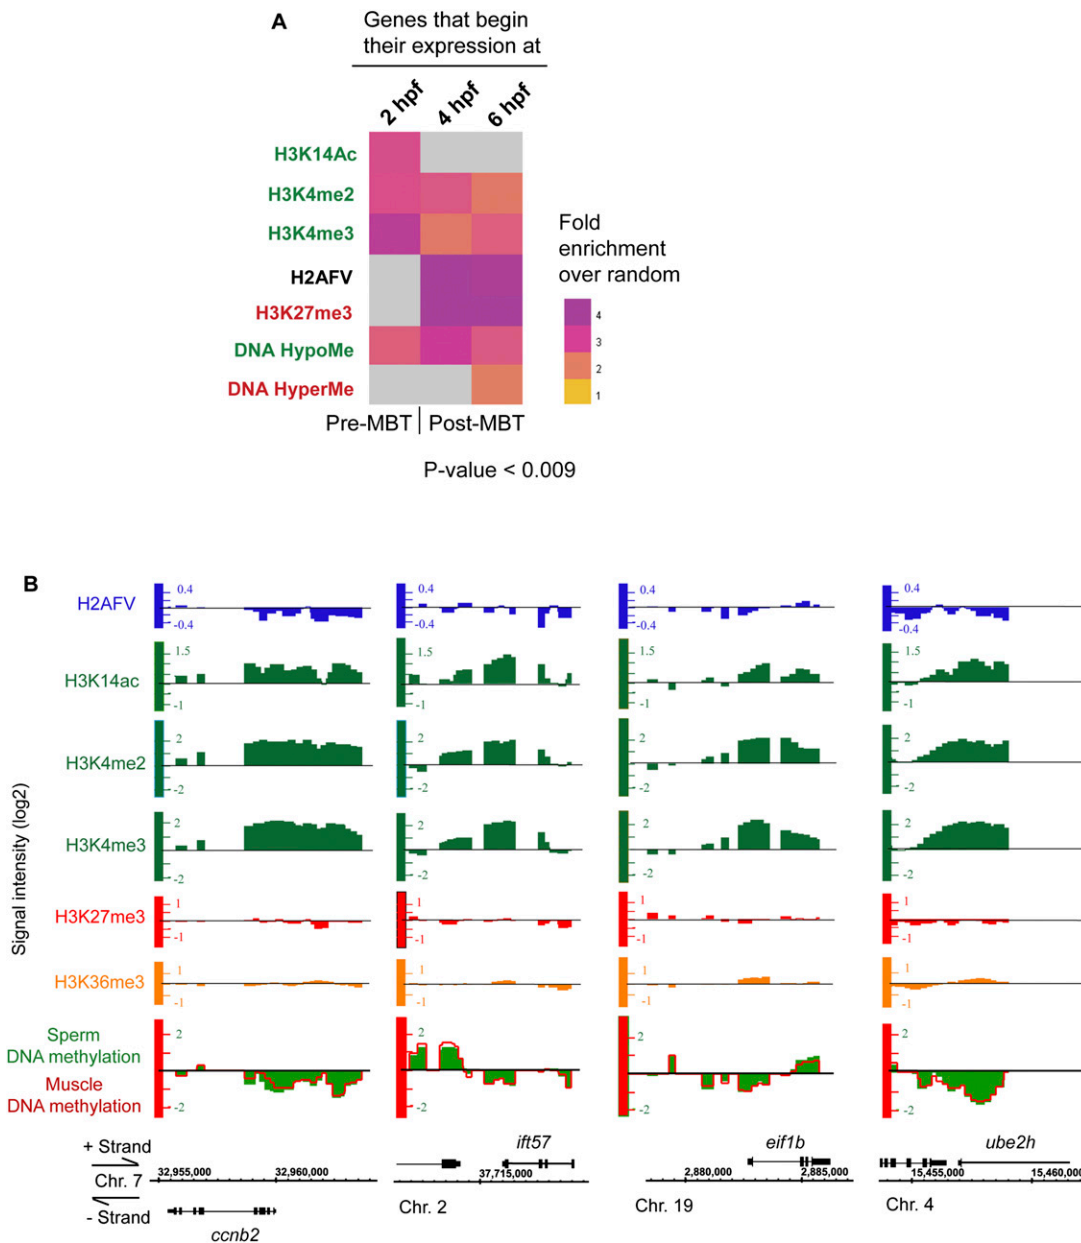 A
Genes that begin
their expression at
2 hpf 4 hpf 6 hpf
H3K14Ac
H3K4me2
H3K4me3
H2AFV
H3K27me3
DNA HypoMe
DNA HyperMe
Fold
enrichment
over random
4
3
2
1
Pre-MBT Post-MBT
P-value < 0.009
B
Signal intensity (log2)
H2AFV
0.4 0.4 0.4 0.4
-0.4 -0.4 -0.4 -0.4
H3K14ac
1.5 1.5 1.5 1.5
-1 -1 -1 -1
H3K4me2
2 2 2 2
-2 -2 -2 -2
H3K4me3
2 2 2 2
-2 -2 -2 -2
H3K27me3
1 1 1 1
-1 -1 -1 -1
H3K36me3
1 1 1 1
-1 -1 -1 -1
Sperm
DNA methylation
Muscle
DNA methylation
2 2 2 2
-2 -2 -2 -2
+ Strand
ift57 eif1b ube2h
32,955,000 32,960,000 37,715,000 2,880,000 2,885,000 15,455,000 15,460,000
Chr. 7
Chr. 2 Chr. 19 Chr. 4
- Strand
ccnb2